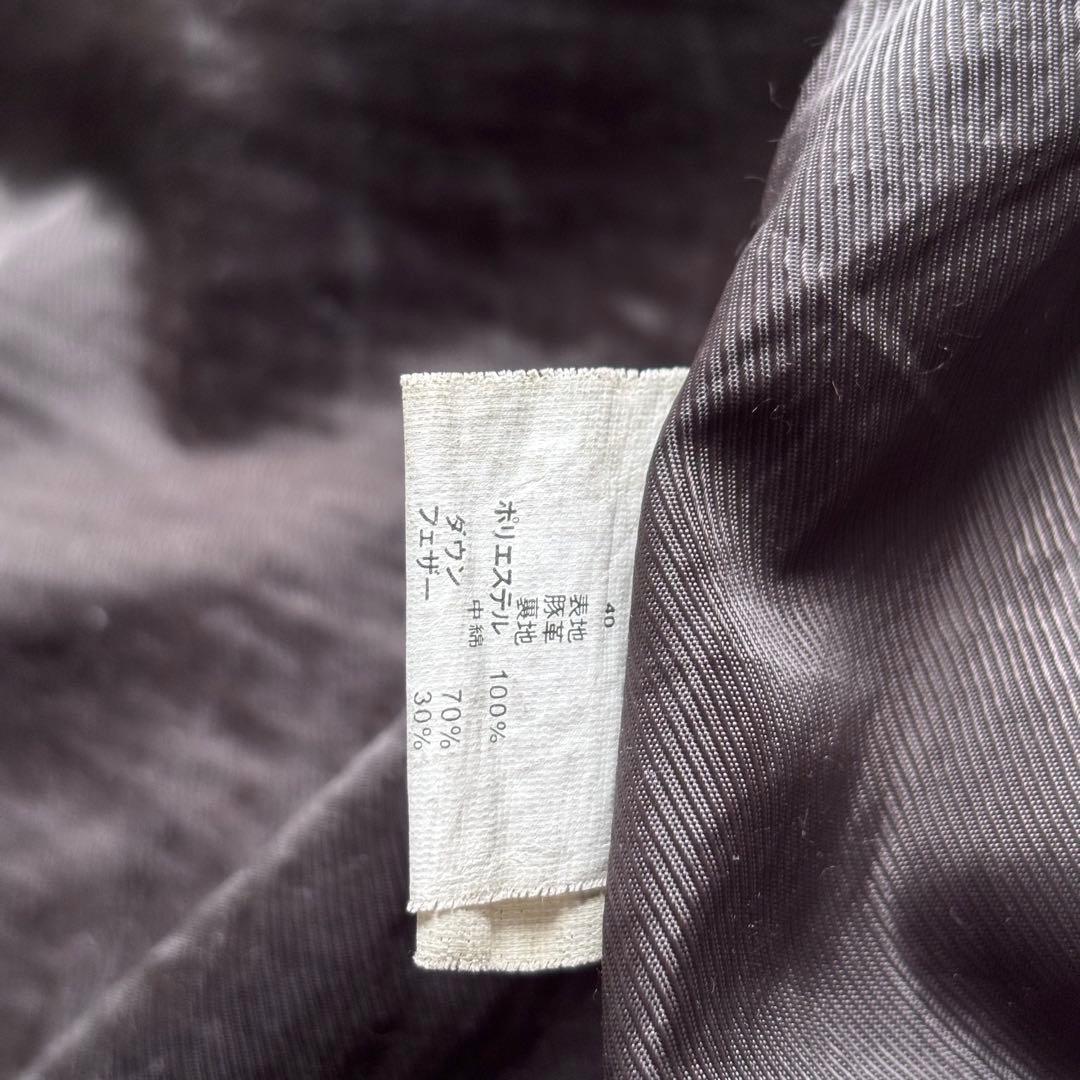 40
表地
豚革
裏地
ポリエステル 100%
中綿
ダウン 70%
フェザー 30%